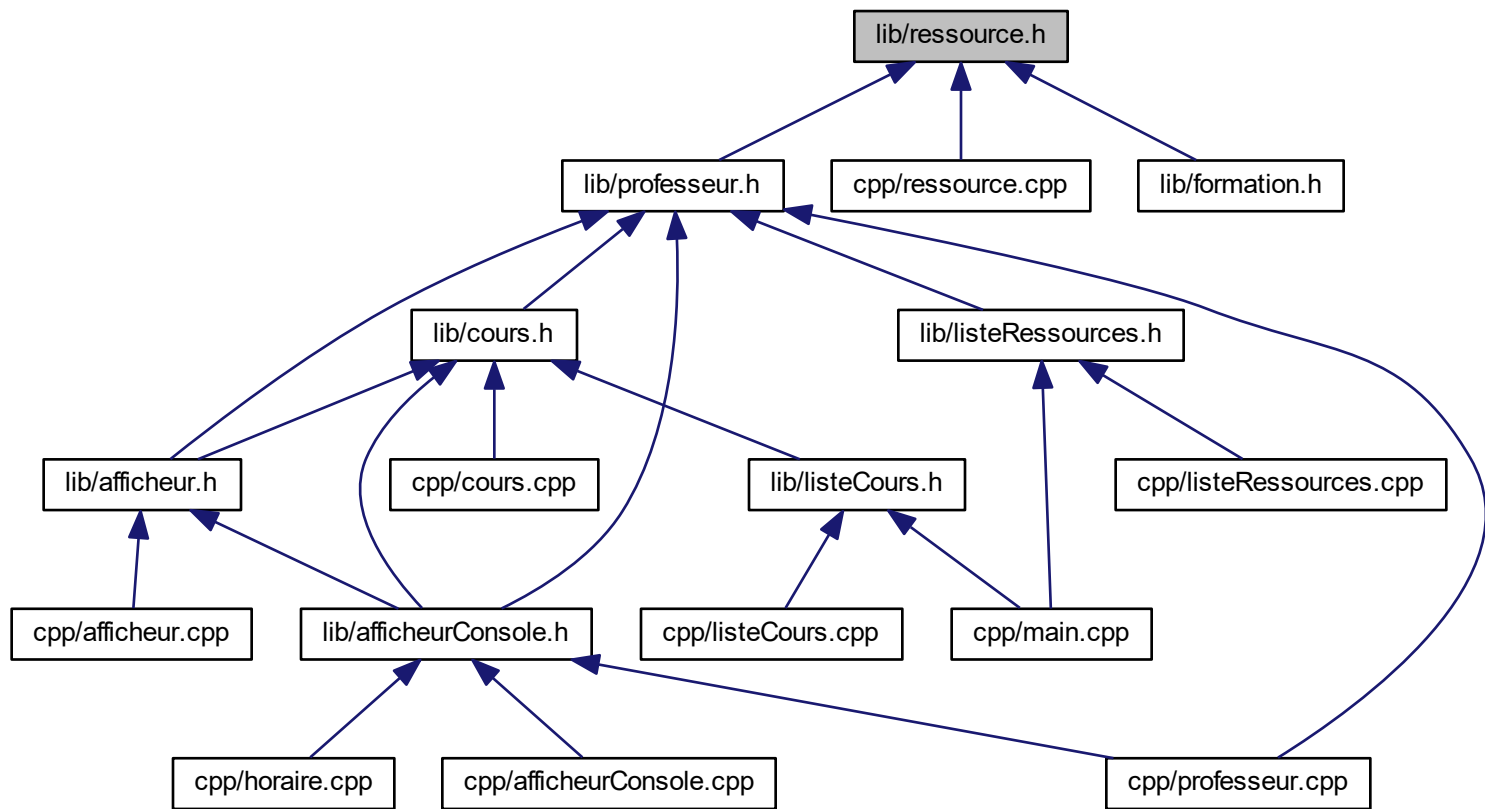 lib/ressource.h
lib/professeur.h
cpp/ressource.cpp
lib/formation.h
lib/cours.h
lib/listeRessources.h
lib/afficheur.h
cpp/cours.cpp
lib/listeCours.h
cpp/listeRessources.cpp
cpp/afficheur.cpp
lib/afficheurConsole.h
cpp/listeCours.cpp
cpp/main.cpp
cpp/horaire.cpp
cpp/afficheurConsole.cpp
cpp/professeur.cpp